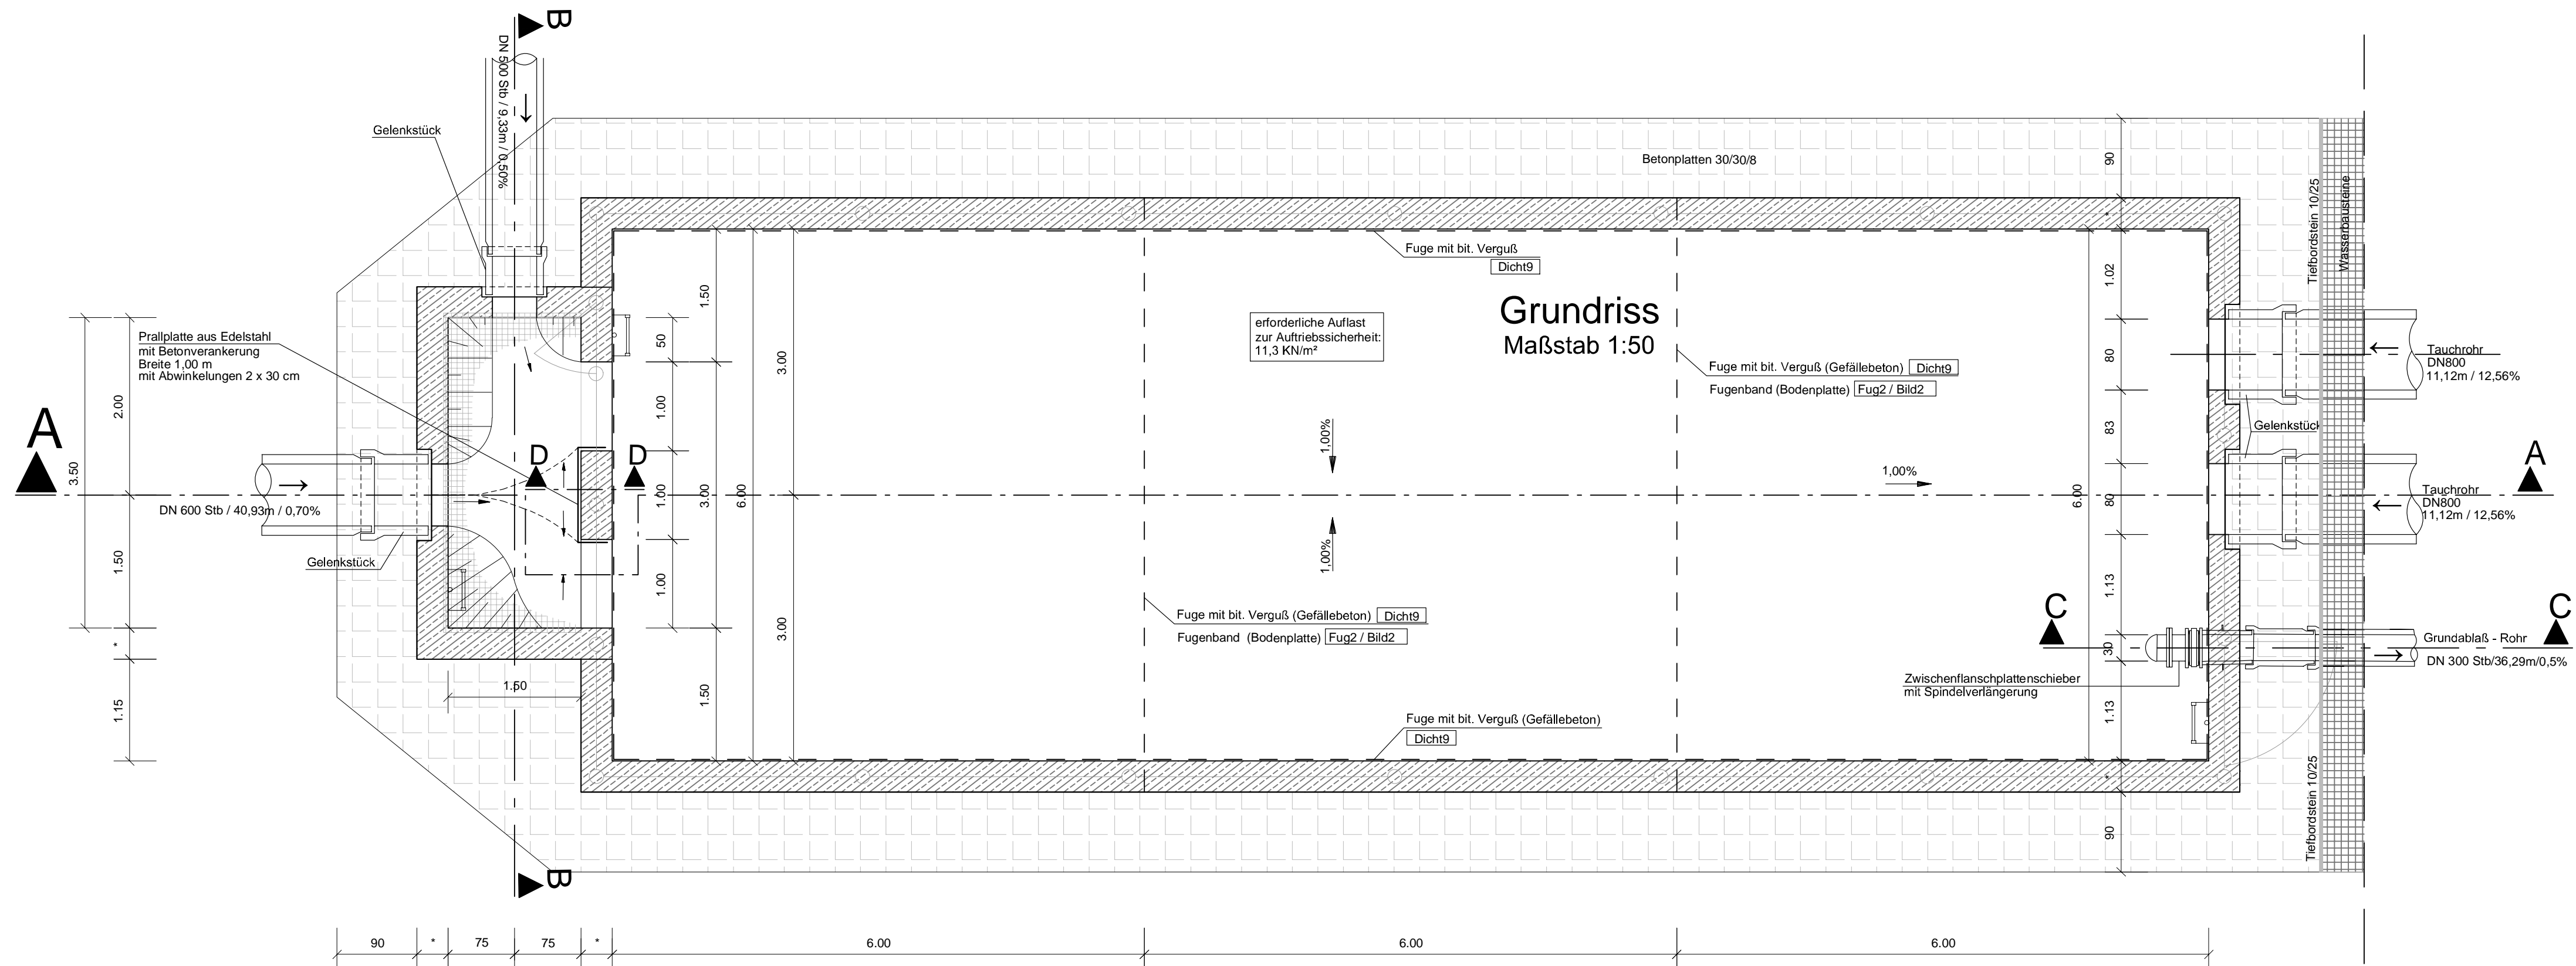 B
DN 500 Stb / 9,33m / 0,50%
Gelenkstück
Betonplatten 30/30/8
90
*
Tiefbordstein 10/25
Wasserbausteine
Fuge mit bit. Verguß
Dicht9
Grundriss
Maßstab 1:50
erforderliche Auflast
zur Auftriebssicherheit:
11,3 KN/m²
Prallplatte aus Edelstahl
mit Betonverankerung
Breite 1,00 m
mit Abwinkelungen 2 x 30 cm
Fuge mit bit. Verguß (Gefällebeton) Dicht9
Fugenband (Bodenplatte) Fug2 / Bild2
Tauchrohr
DN800
11,12m / 12,56%
Gelenkstück
A
3.50
2.00
1.50
*
1.15
D
D
1.50
3.00
1.50
50
1.00
1.00
1.00
6.00
3.00
3.00
1,00%
1,00%
1,00%
6.00
1.02
80
83
80
1.13
30
1.13
*
90
A
Tauchrohr
DN800
11,12m / 12,56%
DN 600 Stb / 40,93m / 0,70%
Gelenkstück
Fuge mit bit. Verguß (Gefällebeton) Dicht9
Fugenband (Bodenplatte) Fug2 / Bild2
C
C
Grundablaß - Rohr
DN 300 Stb/36,29m/0,5%
Zwischenflanschplattenschieber
mit Spindelverlängerung
1.50
Fuge mit bit. Verguß (Gefällebeton)
Dicht9
Tiefbordstein 10/25
B
90
*
75
75
*
6.00
6.00
6.00